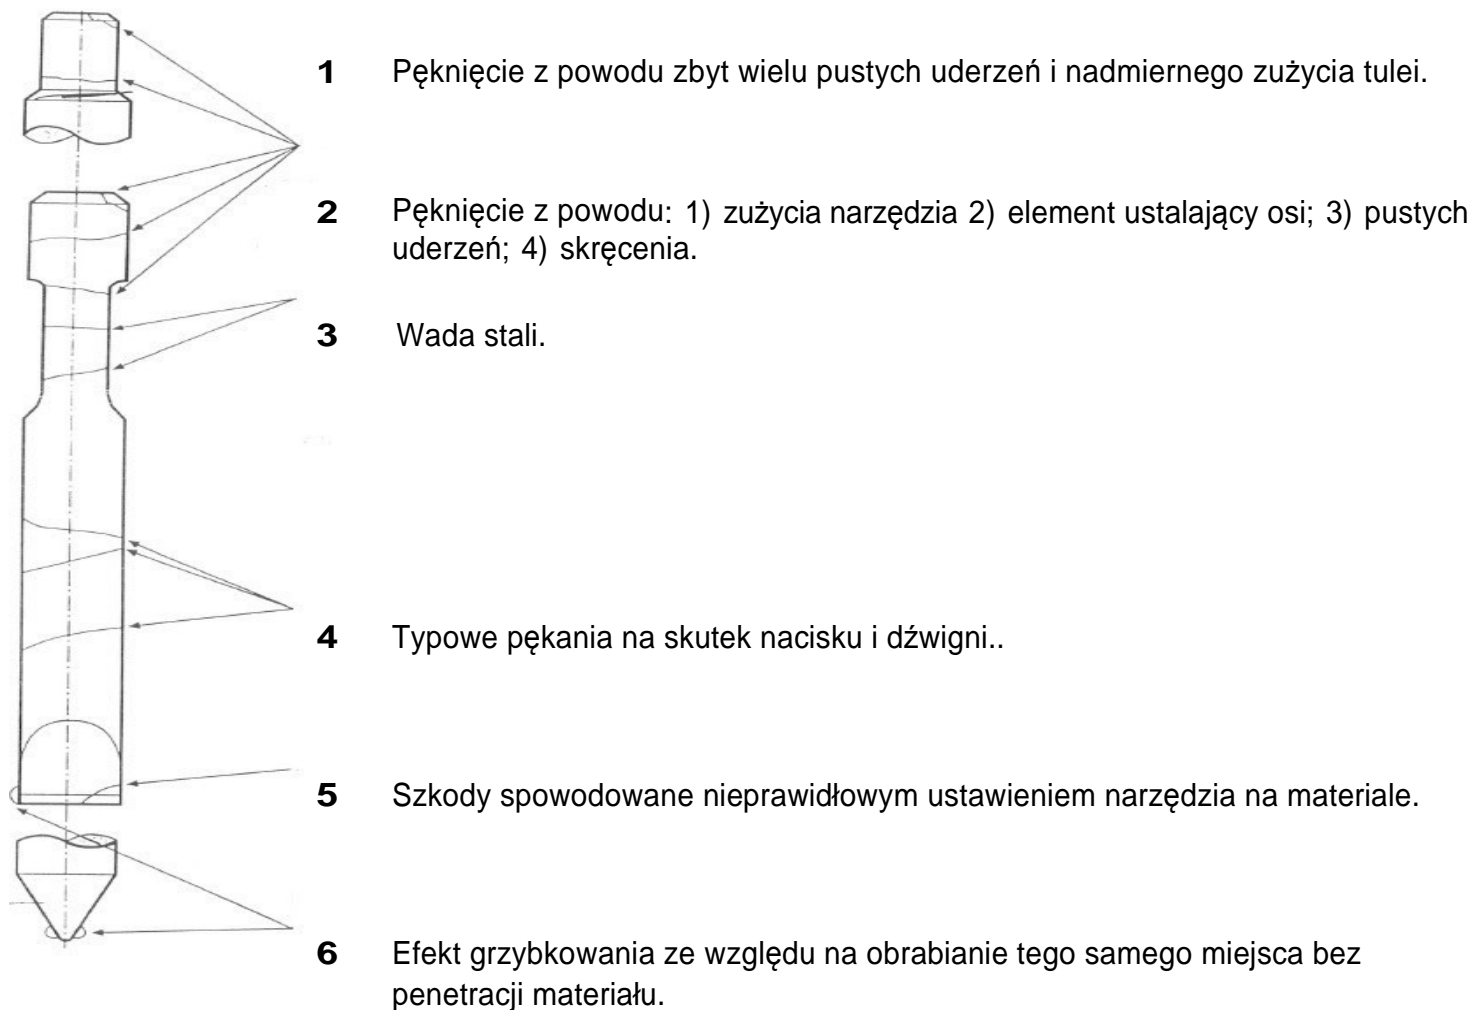 1 Pęknięcie z powodu zbyt wielu pustych uderzeń i nadmiernego zużycia tulei.
2 Pęknięcie z powodu: 1) zużycia narzędzia 2) element ustalający osi; 3) pustych
uderzeń; 4) skręcenia.
3 Wada stali.
4 Typowe pękania na skutek nacisku i dźwigni..
5 Szkody spowodowane nieprawidłowym ustawieniem narzędzia na materiale.
6 Efekt grzybkowania ze względu na obrabianie tego samego miejsca bez
penetracji materiału.